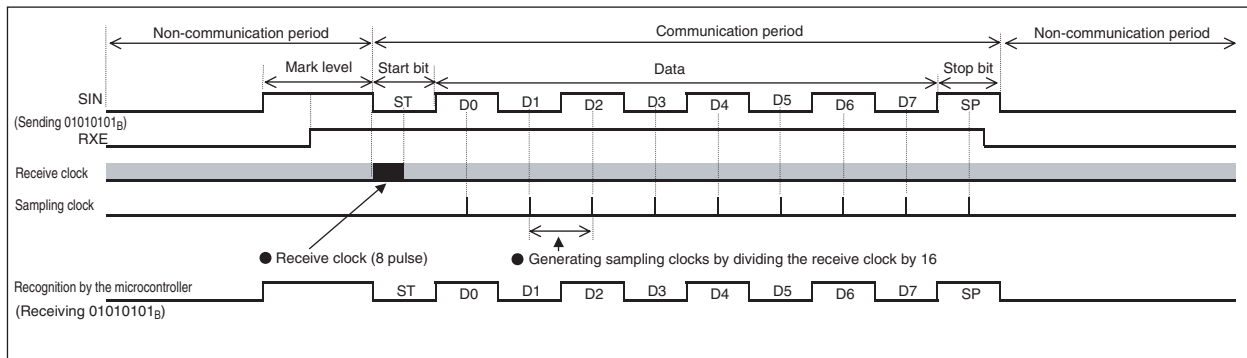 Non-communication period Communication period Non-communication period
Mark level Start bit Data Stop bit
SIN ST D0 D1 D2 D3 D4 D5 D6 D7 SP
(Sending 01010101B)
RXE
Receive clock
Sampling clock
● Receive clock (8 pulse) ● Generating sampling clocks by dividing the receive clock by 16
Recognition by the microcontroller ST D0 D1 D2 D3 D4 D5 D6 D7 SP
(Receiving 01010101B)